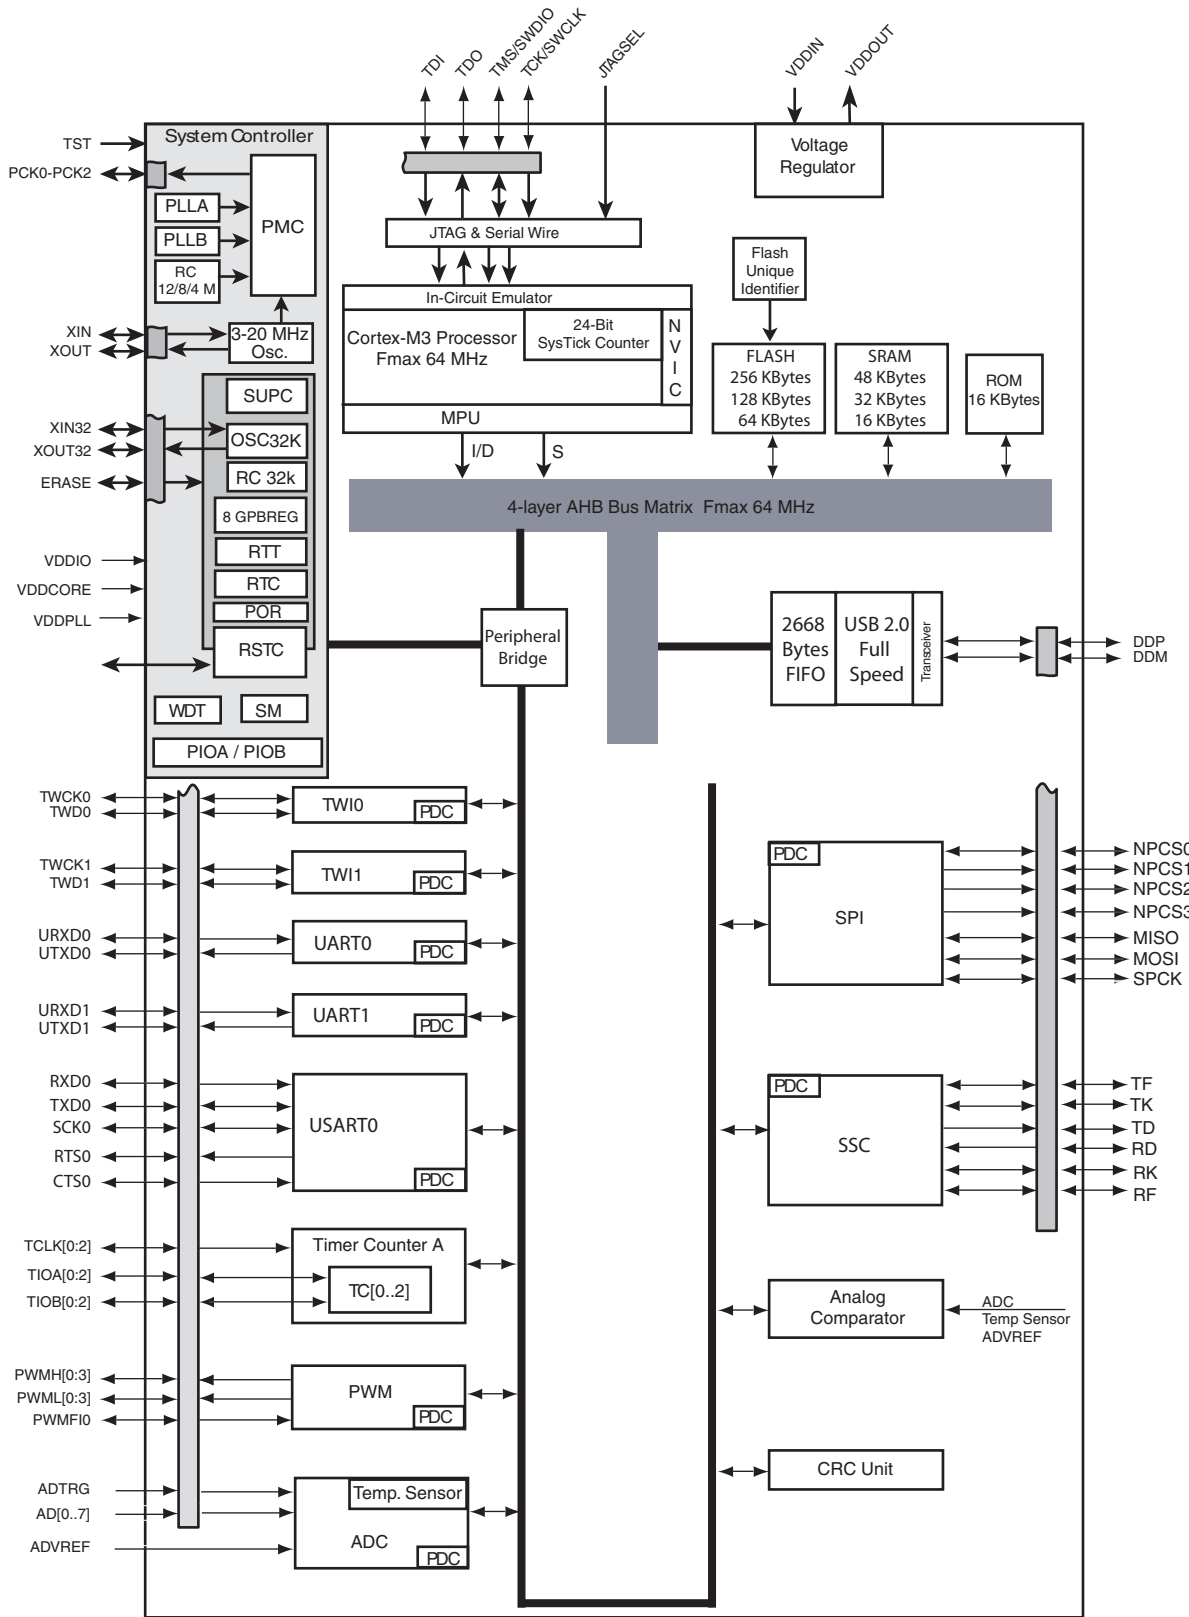 TDI
TDO
TMS/SWDIO
TCK/SWCLK
JTAGSEL
VDDIN
VDDOUT
System Controller
TST
PCK0-PCK2
PLLA
PLLB
RC
12/8/4 M
PMC
XIN
XOUT
3-20 MHz
Osc.
SUPC
XIN32
XOUT32
ERASE
OSC32K
RC 32k
8 GPBREG
RTT
RTC
POR
RSTC
VDDIO
VDDCORE
VDDPLL
WDT
SM
PIOA / PIOB
Voltage
Regulator
JTAG & Serial Wire
In-Circuit Emulator
Cortex-M3 Processor
Fmax 64 MHz
24-Bit
SysTick Counter
N
V
I
C
MPU
I/D
S
Flash
Unique
Identifier
FLASH
256 KBytes
128 KBytes
64 KBytes
SRAM
48 KBytes
32 KBytes
16 KBytes
ROM
16 KBytes
4-layer AHB Bus Matrix Fmax 64 MHz
Peripheral
Bridge
2668
Bytes
FIFO
USB 2.0
Full
Speed
Transceiver
DDP
DDM
TWCK0
TWD0
TWI0
PDC
TWCK1
TWD1
TWI1
PDC
URXD0
UTXD0
UART0
PDC
URXD1
UTXD1
UART1
PDC
RXD0
TXD0
SCK0
RTS0
CTS0
USART0
PDC
TCLK[0:2]
TIOA[0:2]
TIOB[0:2]
Timer Counter A
TC[0..2]
PWMH[0:3]
PWML[0:3]
PWMFI0
PWM
PDC
ADTRG
AD[0..7]
ADVREF
Temp. Sensor
ADC
PDC
PDC
SPI
NPCS0
NPCS1
NPCS2
NPCS3
MISO
MOSI
SPCK
PDC
SSC
TF
TK
TD
RD
RK
RF
Analog
Comparator
ADC
Temp Sensor
ADVREF
CRC Unit